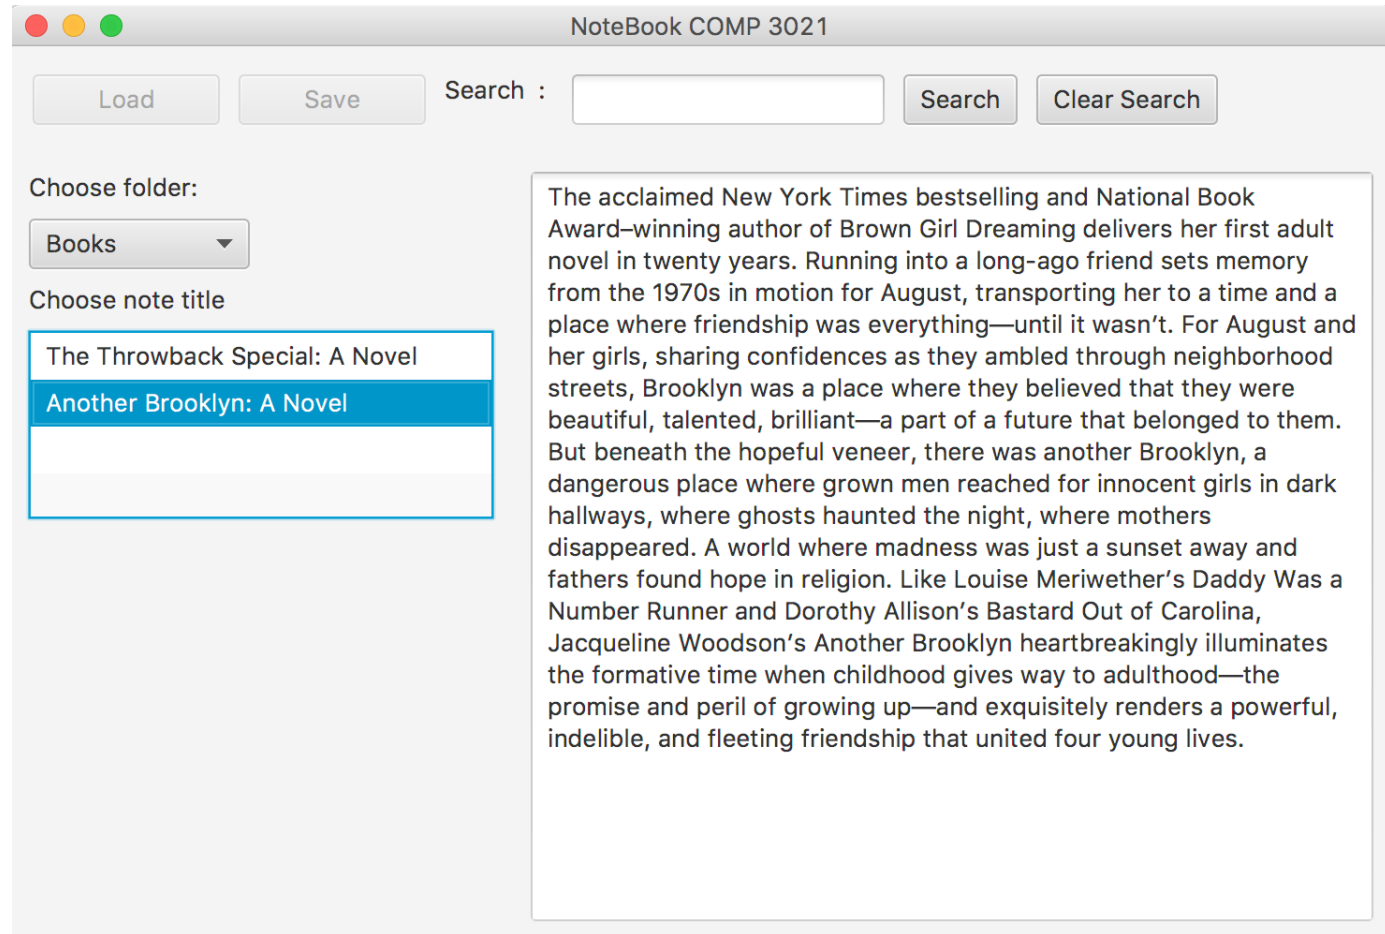 NoteBook COMP 3021
Load
Save
Search :
Search
Clear Search
Choose folder:
Books
Choose note title
The Throwback Special: A Novel
Another Brooklyn: A Novel
The acclaimed New York Times bestselling and National Book
Award–winning author of Brown Girl Dreaming delivers her first adult
novel in twenty years. Running into a long-ago friend sets memory
from the 1970s in motion for August, transporting her to a time and a
place where friendship was everything—until it wasn’t. For August and
her girls, sharing confidences as they ambled through neighborhood
streets, Brooklyn was a place where they believed that they were
beautiful, talented, brilliant—a part of a future that belonged to them.
But beneath the hopeful veneer, there was another Brooklyn, a
dangerous place where grown men reached for innocent girls in dark
hallways, where ghosts haunted the night, where mothers
disappeared. A world where madness was just a sunset away and
fathers found hope in religion. Like Louise Meriwether’s Daddy Was a
Number Runner and Dorothy Allison’s Bastard Out of Carolina,
Jacqueline Woodson’s Another Brooklyn heartbreakingly illuminates
the formative time when childhood gives way to adulthood—the
promise and peril of growing up—and exquisitely renders a powerful,
indelible, and fleeting friendship that united four young lives.